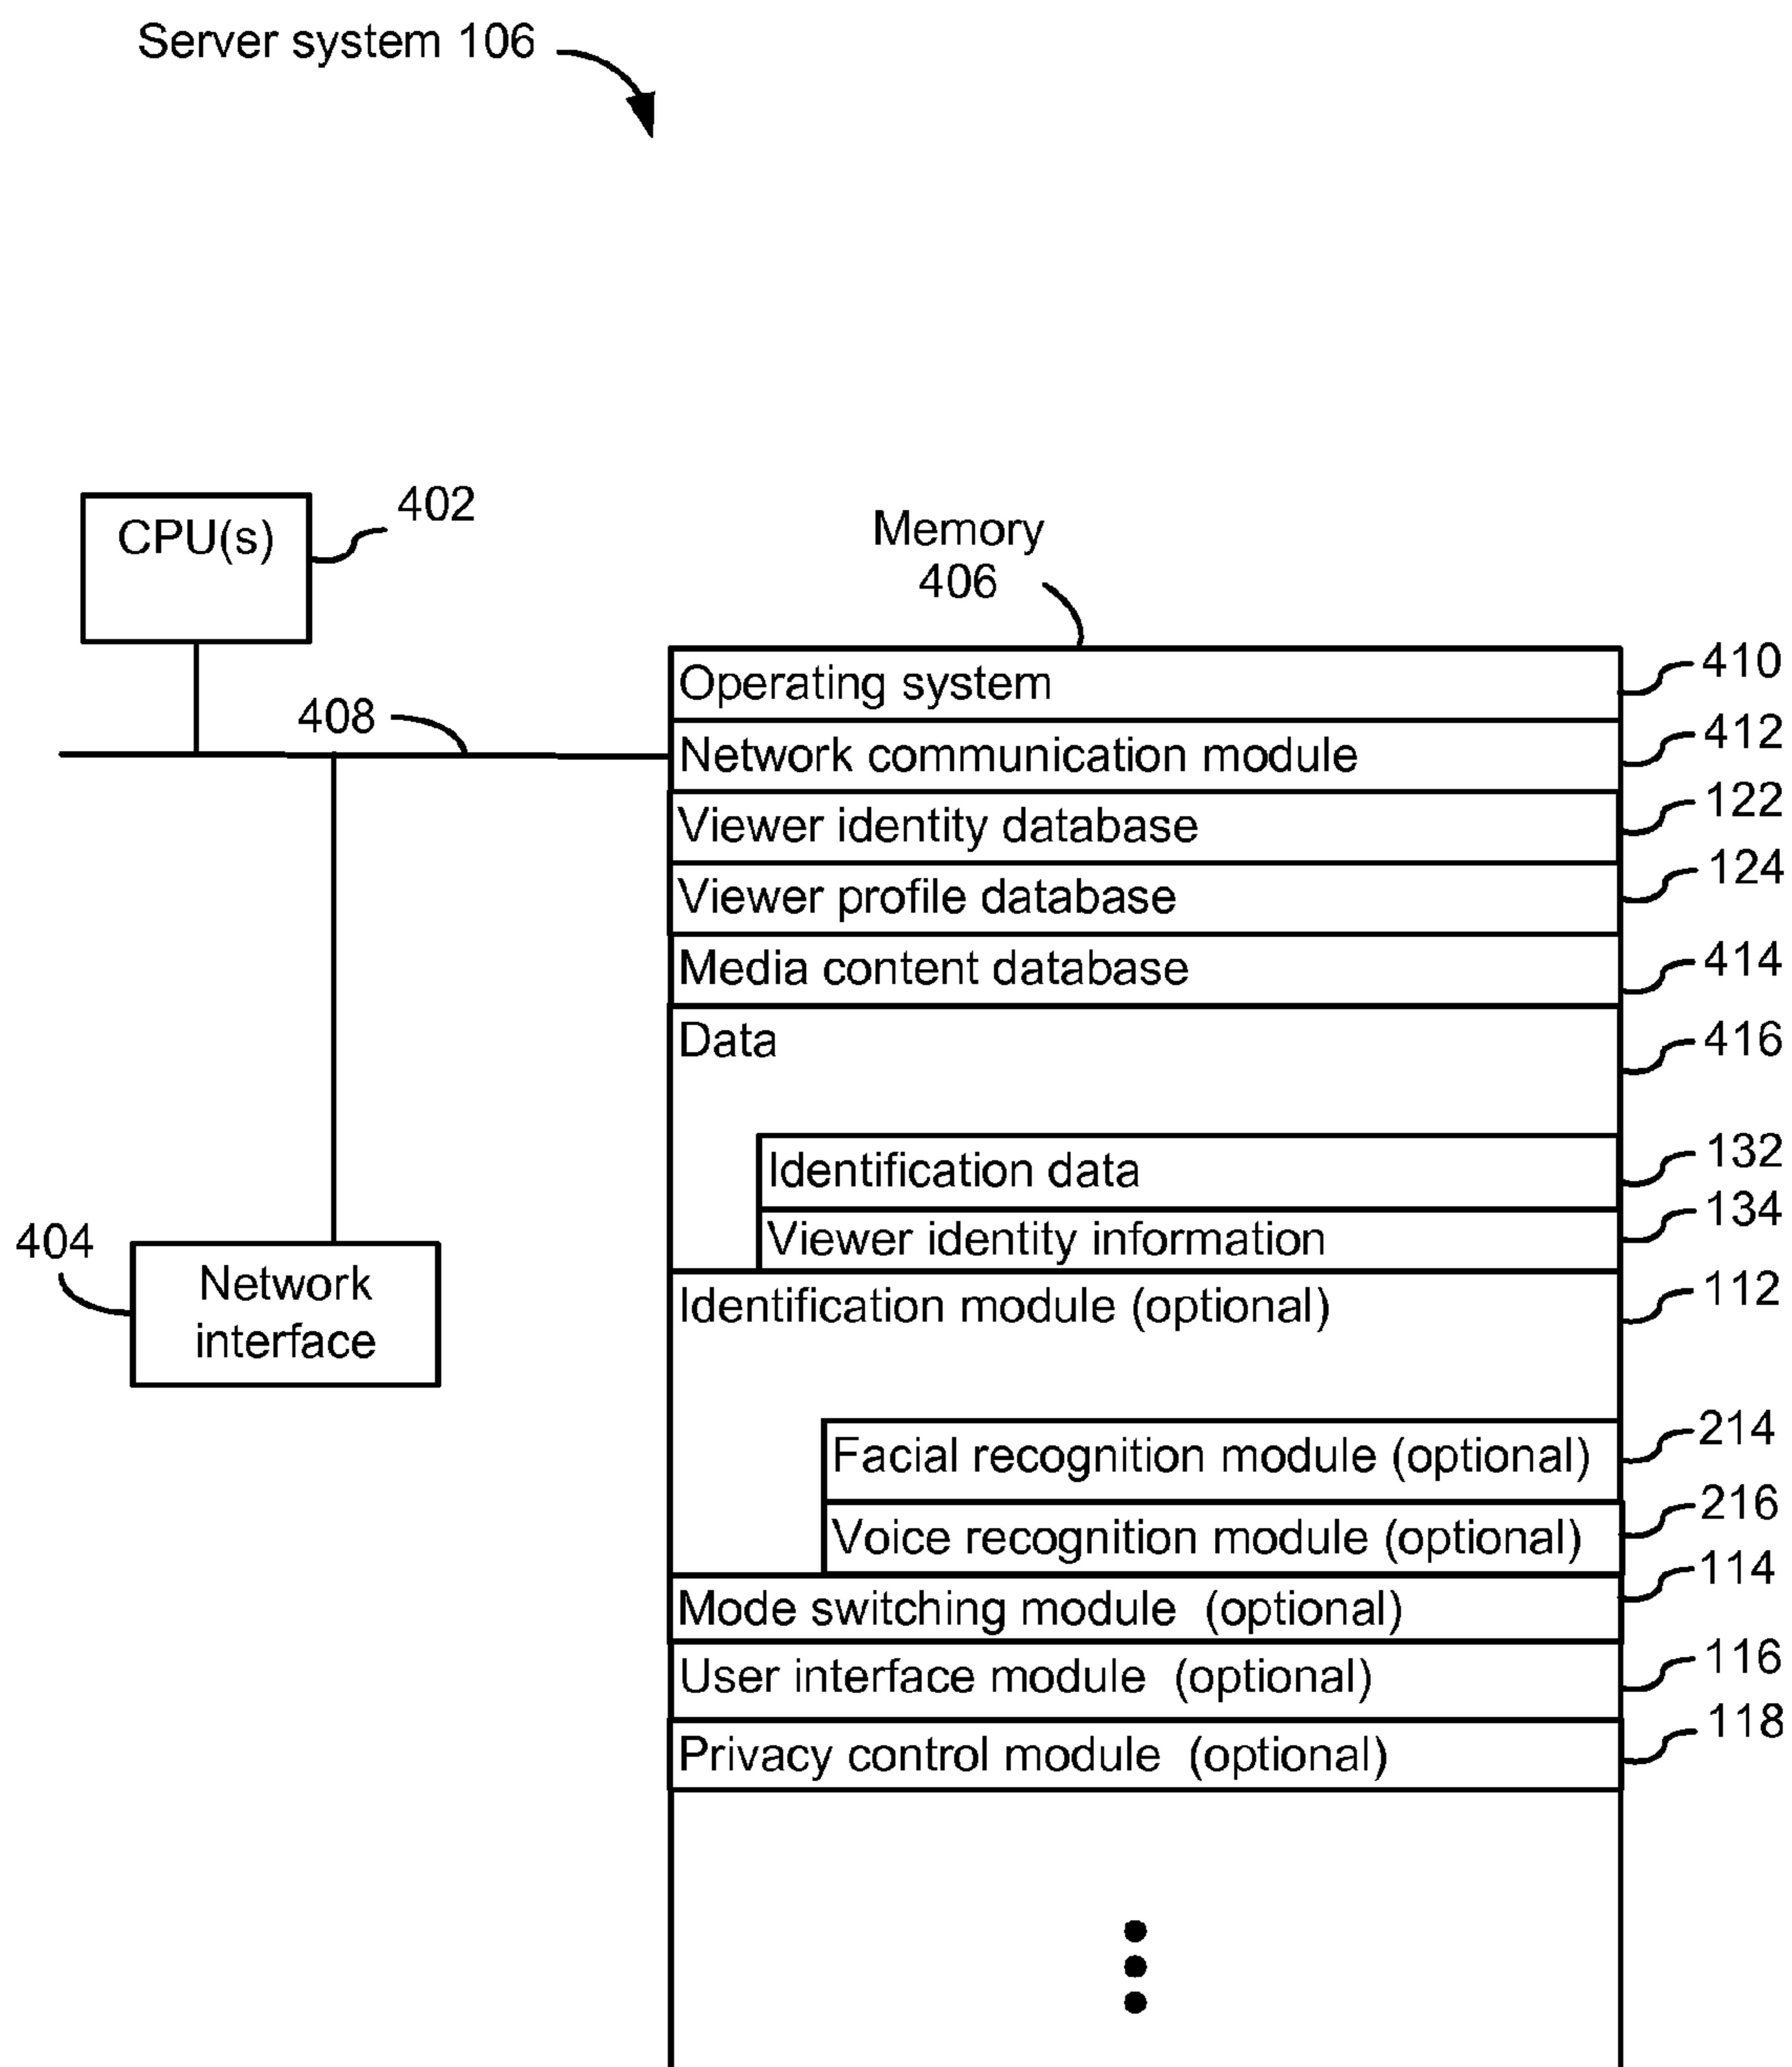 Server system 106
CPU(s)
402
Memory
406
408
Operating system
410
Network communication module
412
Viewer identity database
122
Viewer profile database
124
Media content database
414
Data
416
Identification data
132
Viewer identity information
134
404
Network
interface
Identification module (optional)
112
Facial recognition module (optional)
214
Voice recognition module (optional)
216
Mode switching module (optional)
114
User interface module (optional)
116
Privacy control module (optional)
118